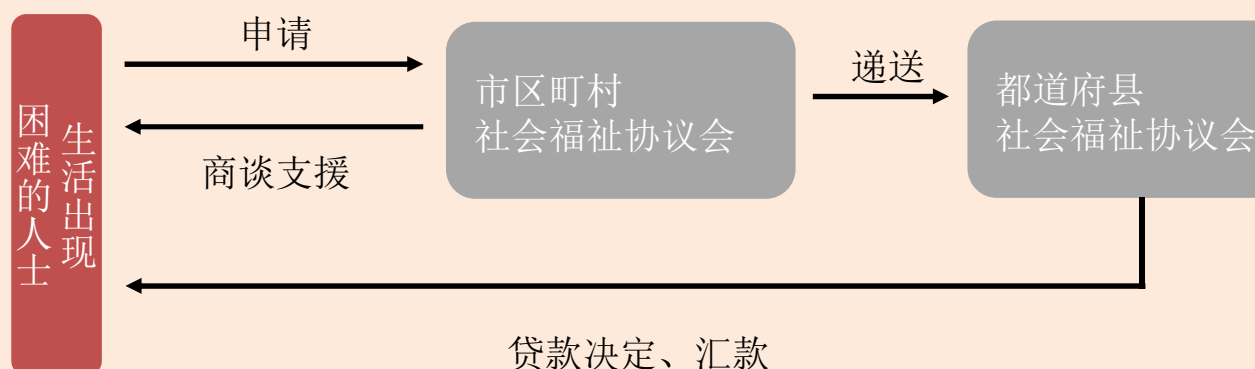 生活出现
困难的人士
申请
商谈支援
市区町村
社会福祉协议会
递送
都道府县
社会福祉协议会
贷款决定、汇款